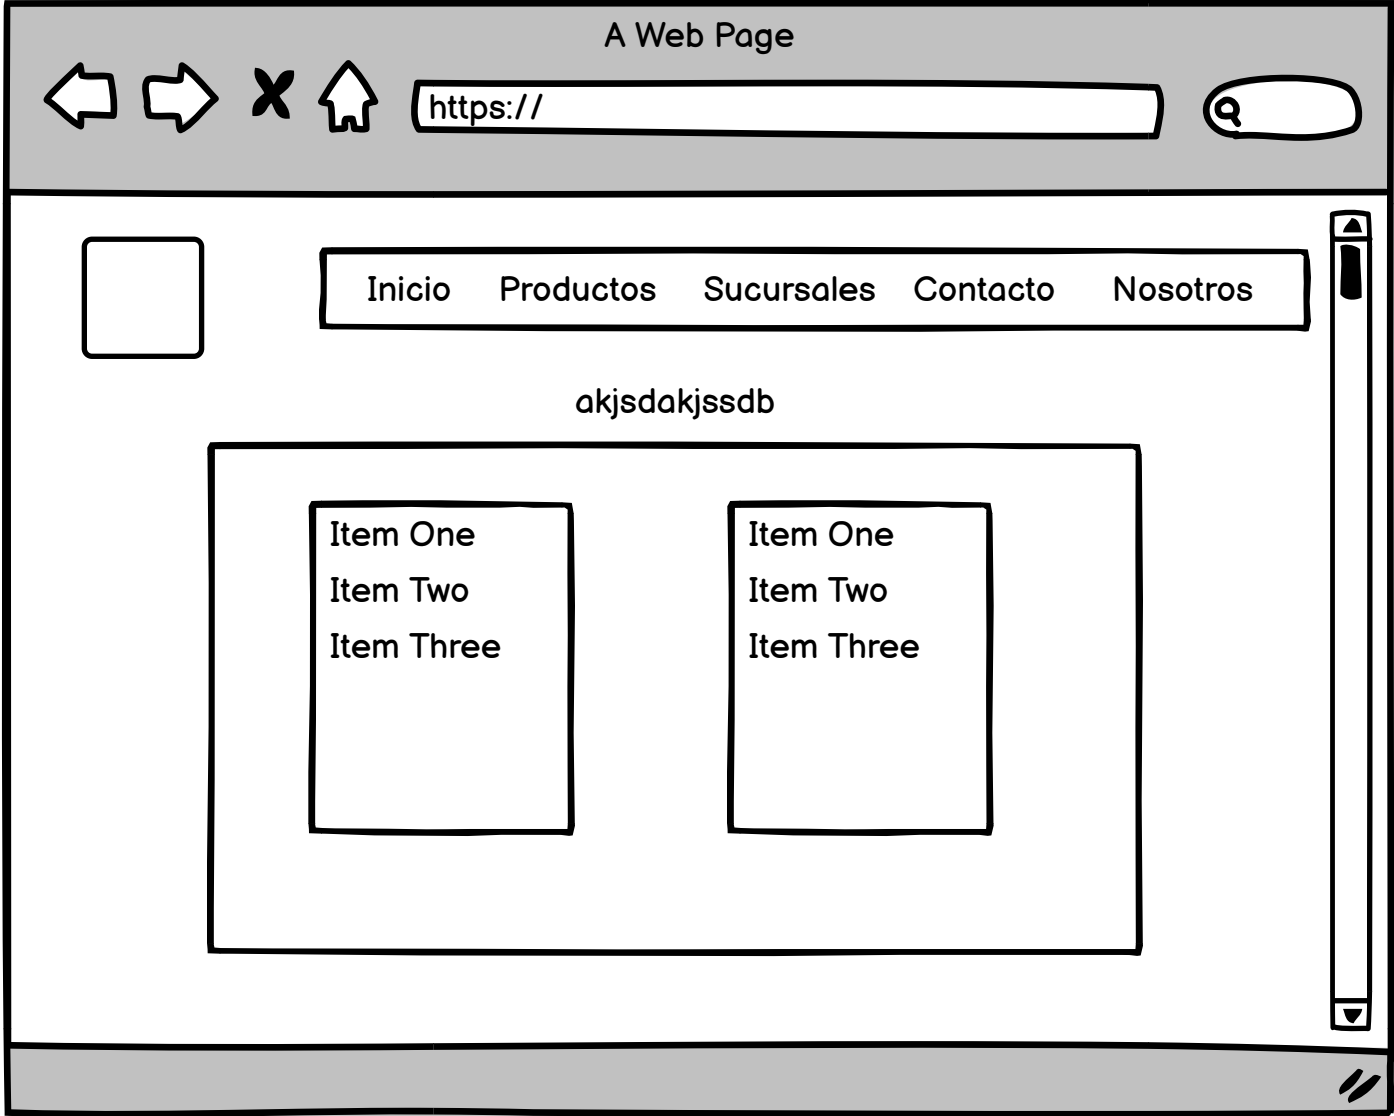 A Web Page
https://
Inicio Productos Sucursales Contacto Nosotros
akjsdakjssdb
Item One
Item Two
Item Three
Item One
Item Two
Item Three